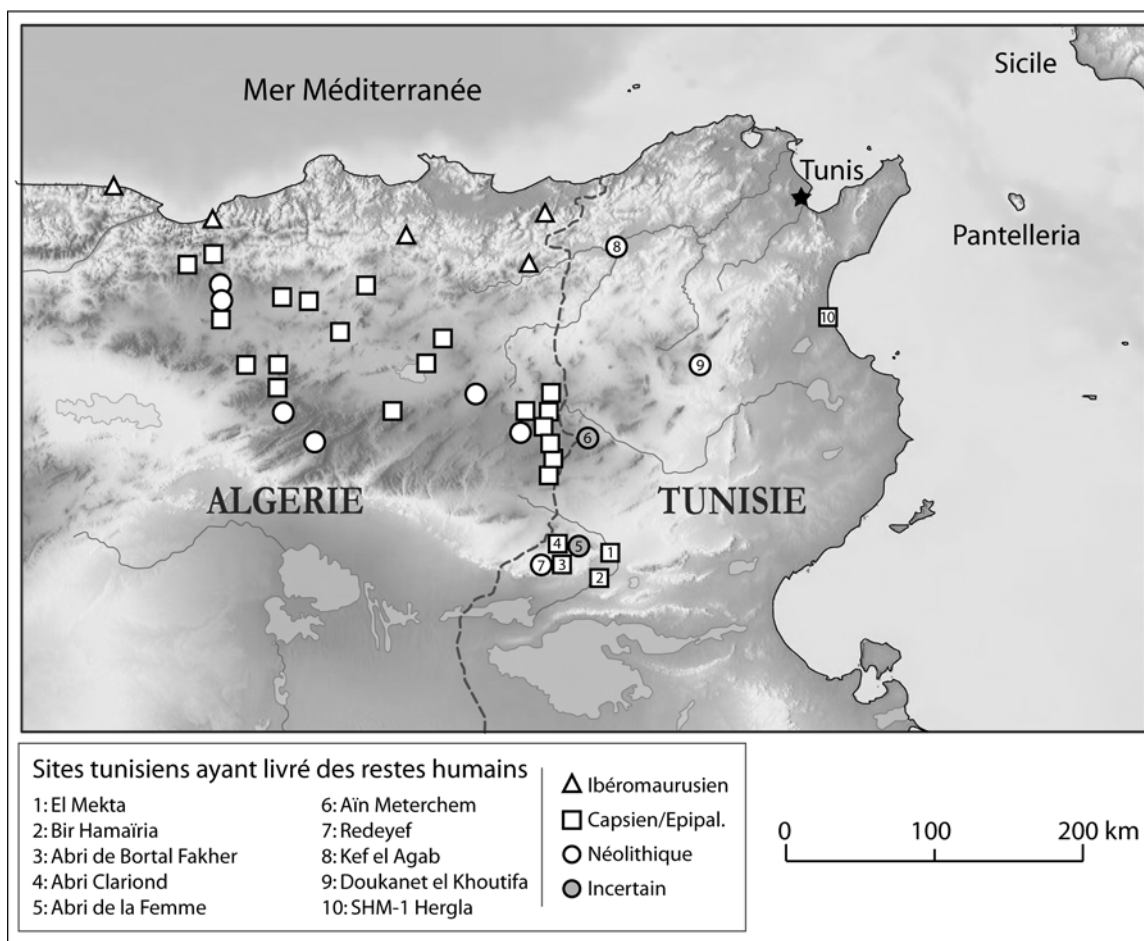 Sicile
Mer Méditerranée
Tunis
Pantelleria
8
10
9
6
ALGERIE
TUNISIE
4
5
1
7
3
2
Sites tunisiens ayant livré des restes humains
1: El Mekta
2: Bir Hamaïria
3: Abri de Bortal Fakher
4: Abri Clariond
5: Abri de la Femme
6: Aïn Meterchem
7: Redeyef
8: Kef el Agab
9: Doukanet el Khoutifa
10: SHM-1 Hergla
Ibéromaurusien
Capsien/Epipal.
Néolithique
Incertain
0 100 200 km